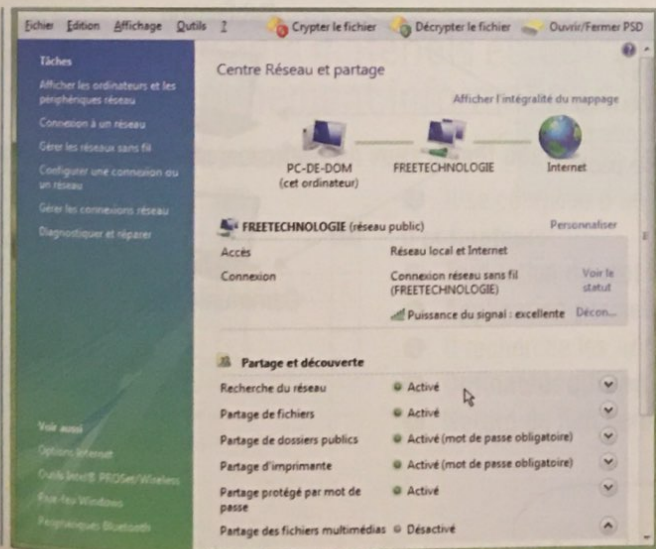 Fichier Edition Affichage Outils ? Crypter le fichier Décrypter le fichier Ouvrir/Fermer PSD
Tâches
Afficher les ordinateurs et les
périphériques réseau
Connexion à un réseau
Gérer les réseaux sans fil
Configurer une connexion ou
un réseau
Gérer les connexions réseau
Diagnostiquer et réparer
Voir aussi
Options Internet
Outils Intel® PROSet/Wireless
Pare-feu Windows
Périphériques Bluetooth
Centre Réseau et partage
Afficher l'intégralité du mappage
PC-DE-DOM
(cet ordinateur)
FREETECHNOLOGIE
Internet
FREETECHNOLOGIE (réseau public) Personnaliser
Accès Réseau local et Internet
Connexion Connexion réseau sans fil
(FREETECHNOLOGIE)
Voir le
statut
Puissance du signal : excellente Décon...
Partage et découverte
Recherche du réseau Activé
Partage de fichiers Activé
Partage de dossiers publics Activé (mot de passe obligatoire)
Partage d'imprimante Activé (mot de passe obligatoire)
Partage protégé par mot de
passe
Activé
Partage des fichiers multimédias Désactivé